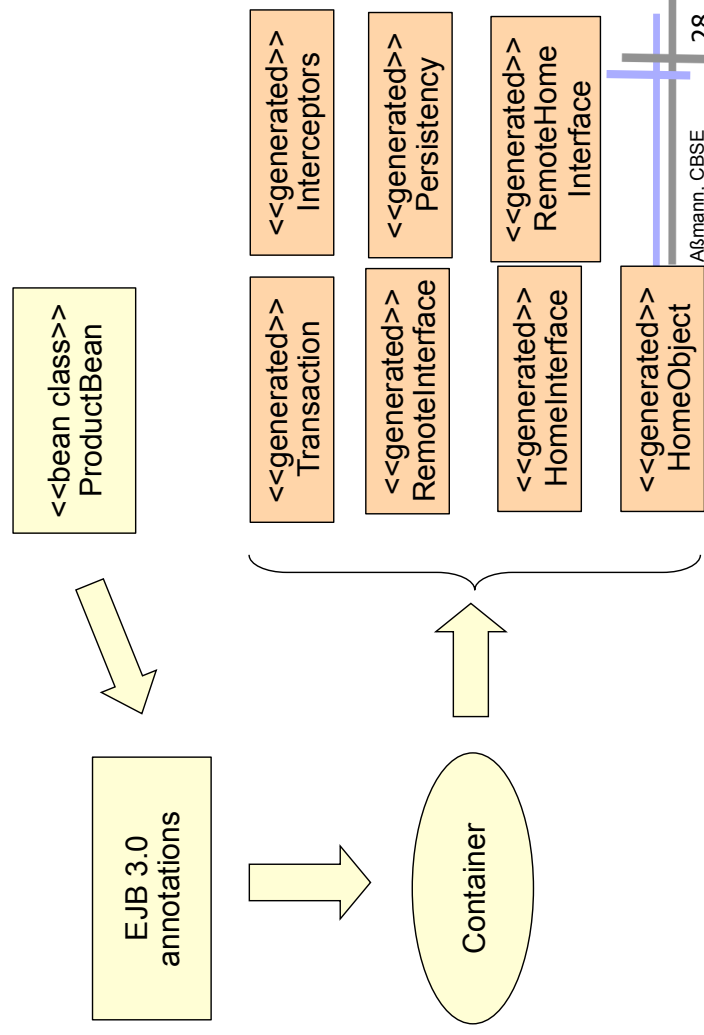 <<bean class>>
ProductBean
EJB 3.0
annotations
Container
<<generated>>
Transaction
<<generated>>
Interceptors
<<generated>>
RemoteInterface
<<generated>>
Persistency
<<generated>>
HomeInterface
<<generated>>
RemoteHome
Interface
<<generated>>
HomeObject
Aßmann, CBSE
28